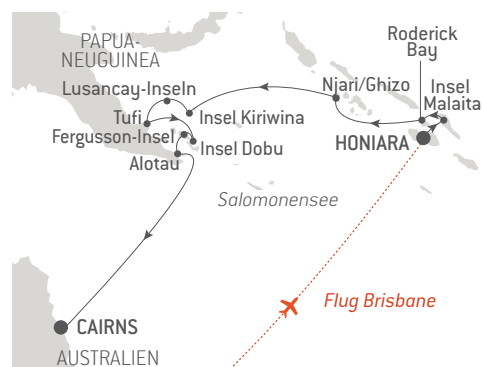 Roderick
Bay
PAPUA-
NEUGUINEA
Lusancay-Inseln
Njari/Ghizo
Insel
Malaita
Tufi
Insel Kiriwina
Fergusson-Insel
HONIARA
Insel Dobu
Alotau
Salomonensee
Flug Brisbane
CAIRNS
AUSTRALIEN